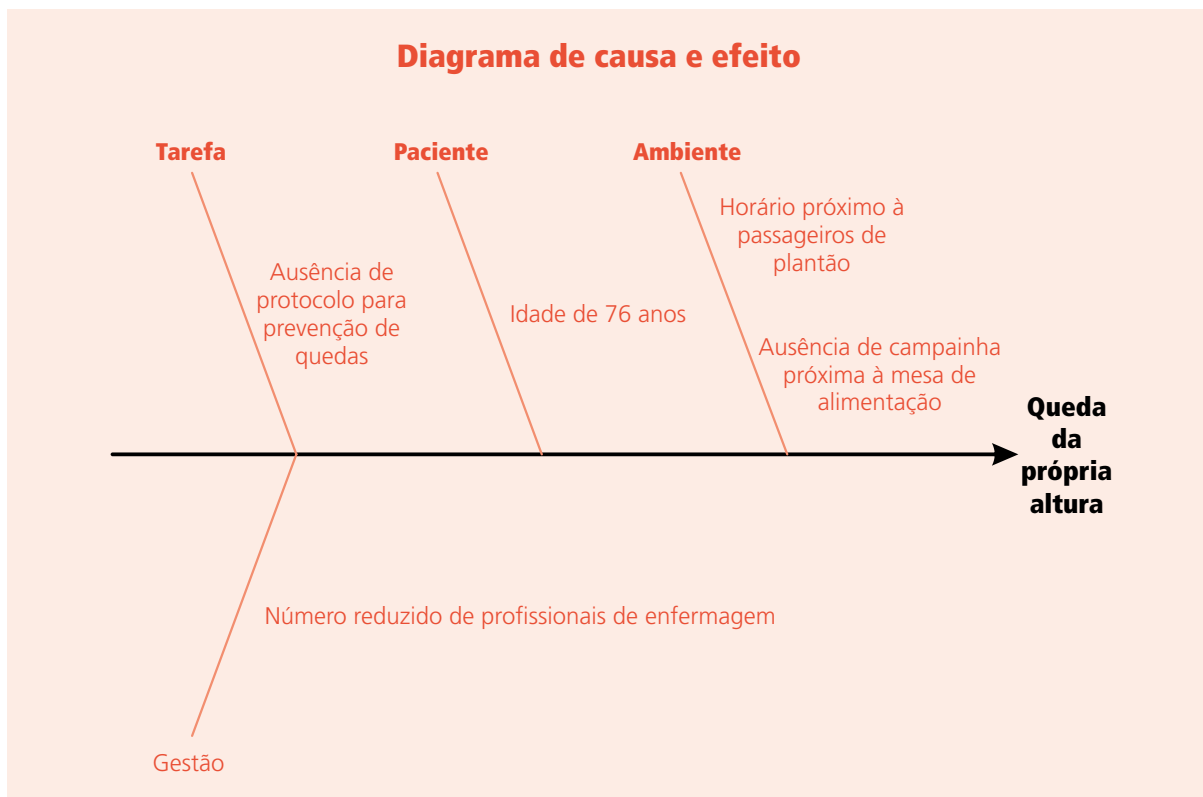 Diagrama de causa e efeito
Tarefa
Paciente
Ambiente
Horário próximo à
passageiros de
plantão
Ausência de
protocolo para
prevenção de
quedas
Idade de 76 anos
Ausência de campainha
próxima à mesa de
alimentação
Queda
da
própria
altura
Número reduzido de profissionais de enfermagem
Gestão